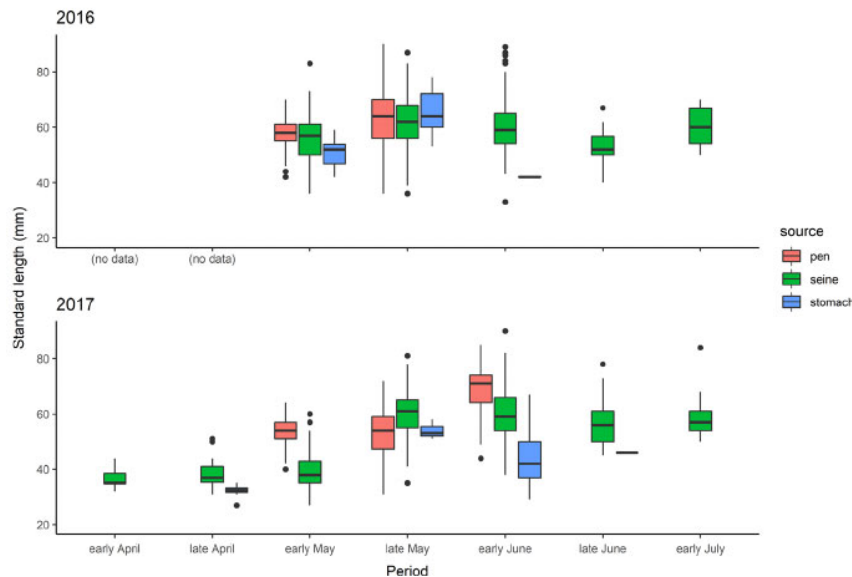 2016
80
60
40
20
(no data) (no data)
Standard length (mm)
source
pen
seine
stomach
2017
80
60
40
20
early April late April early May late May early June late June early July
Period